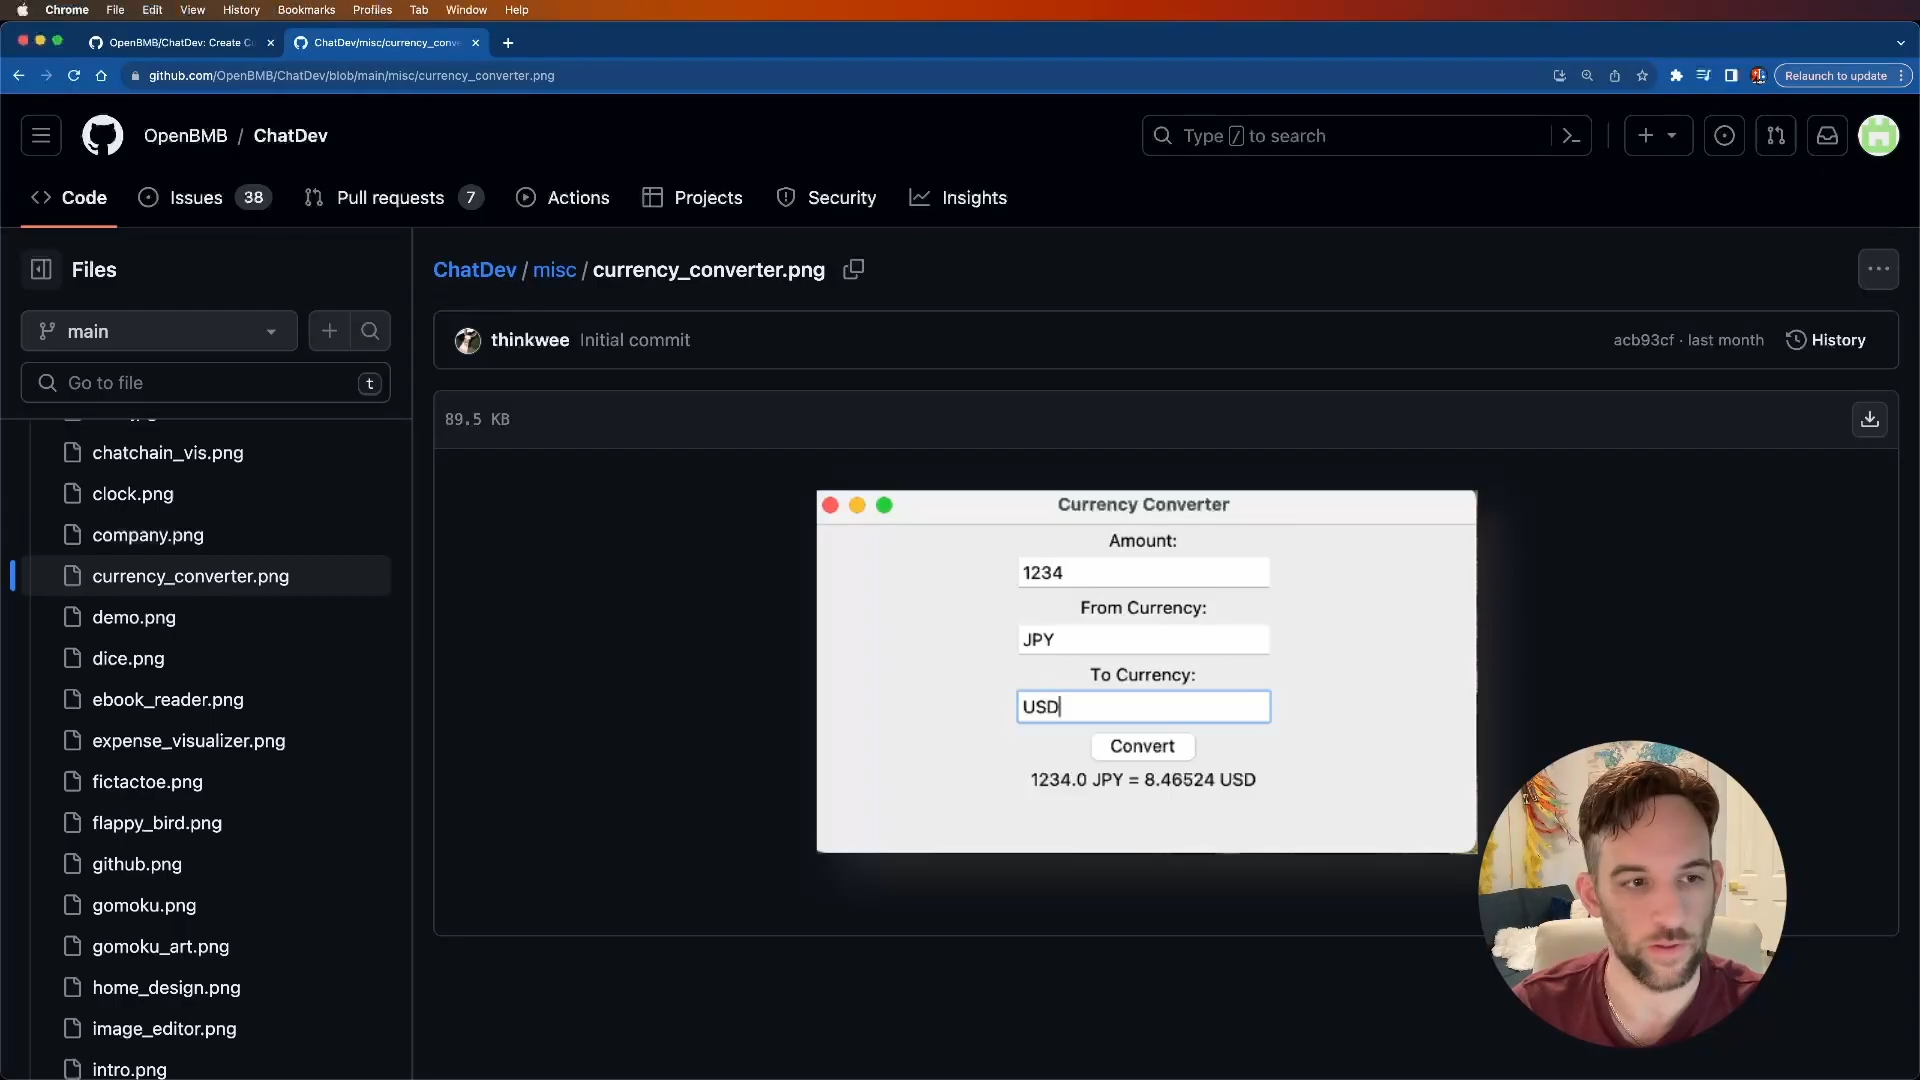 Chrome File Edit View History Bookmarks Profiles Tab Window Help
OpenBMB/ChatDev: Create Cu ChatDev/misc/currency_conve
github.com/OpenBMB/ChatDev/blob/main/misc/currency_converter.png Relaunch to update
OpenBMB / ChatDev Type / to search
Code Issues 38 Pull requests 7 Actions Projects Security Insights
Files
ChatDev / misc / currency_converter.png
main
thinkwee Initial commit acb93cf · last month History
Go to file t
89.5 KB
chatchain_vis.png
clock.png
company.png
currency_converter.png
demo.png
dice.png
ebook_reader.png
expense_visualizer.png
fictactoe.png
flappy_bird.png
github.png
gomoku.png
gomoku_art.png
home_design.png
image_editor.png
intro.png
Currency Converter
Amount:
1234
From Currency:
JPY
To Currency:
USD
Convert
1234.0 JPY = 8.46524 USD